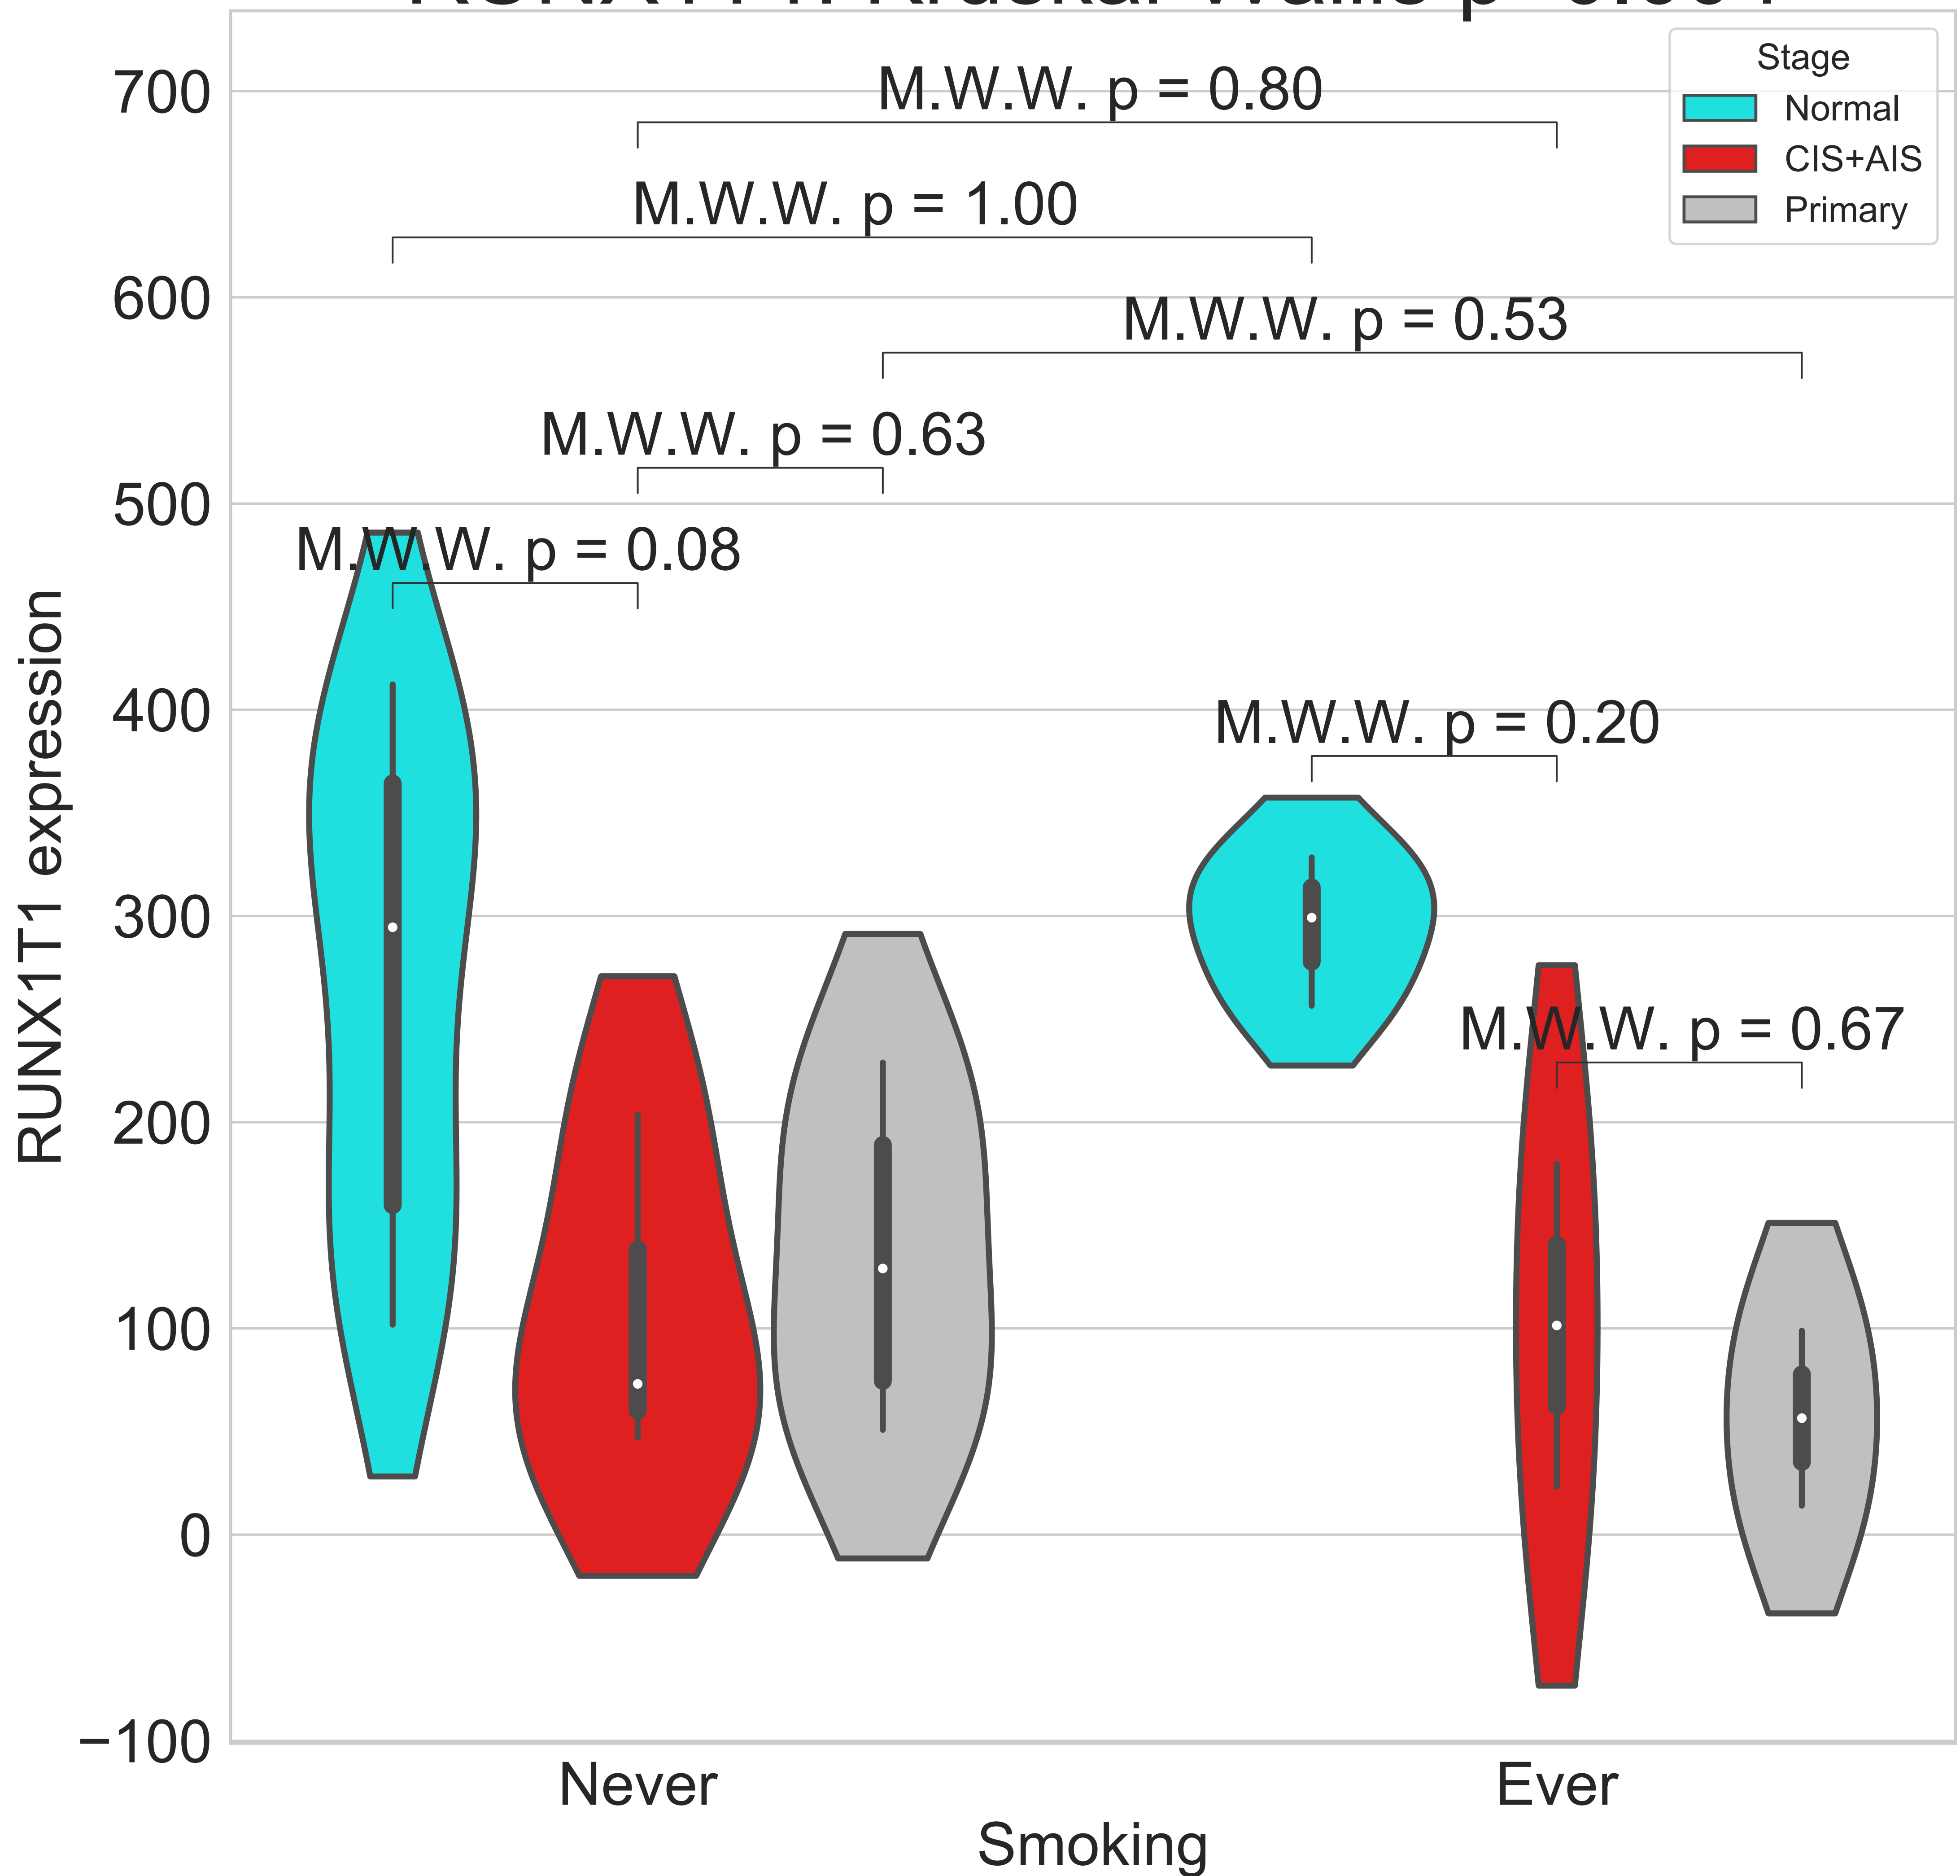 Stage
Normal
CIS+AIS
Primary
M.W.W. p = 0.80
M.W.W. p = 1.00
M.W.W. p = 0.53
M.W.W. p = 0.63
M.W.W. p = 0.08
M.W.W. p = 0.20
M.W.W. p = 0.67
700
600
500
400
300
200
100
0
−100
RUNX1T1 expression
Never
Ever
Smoking